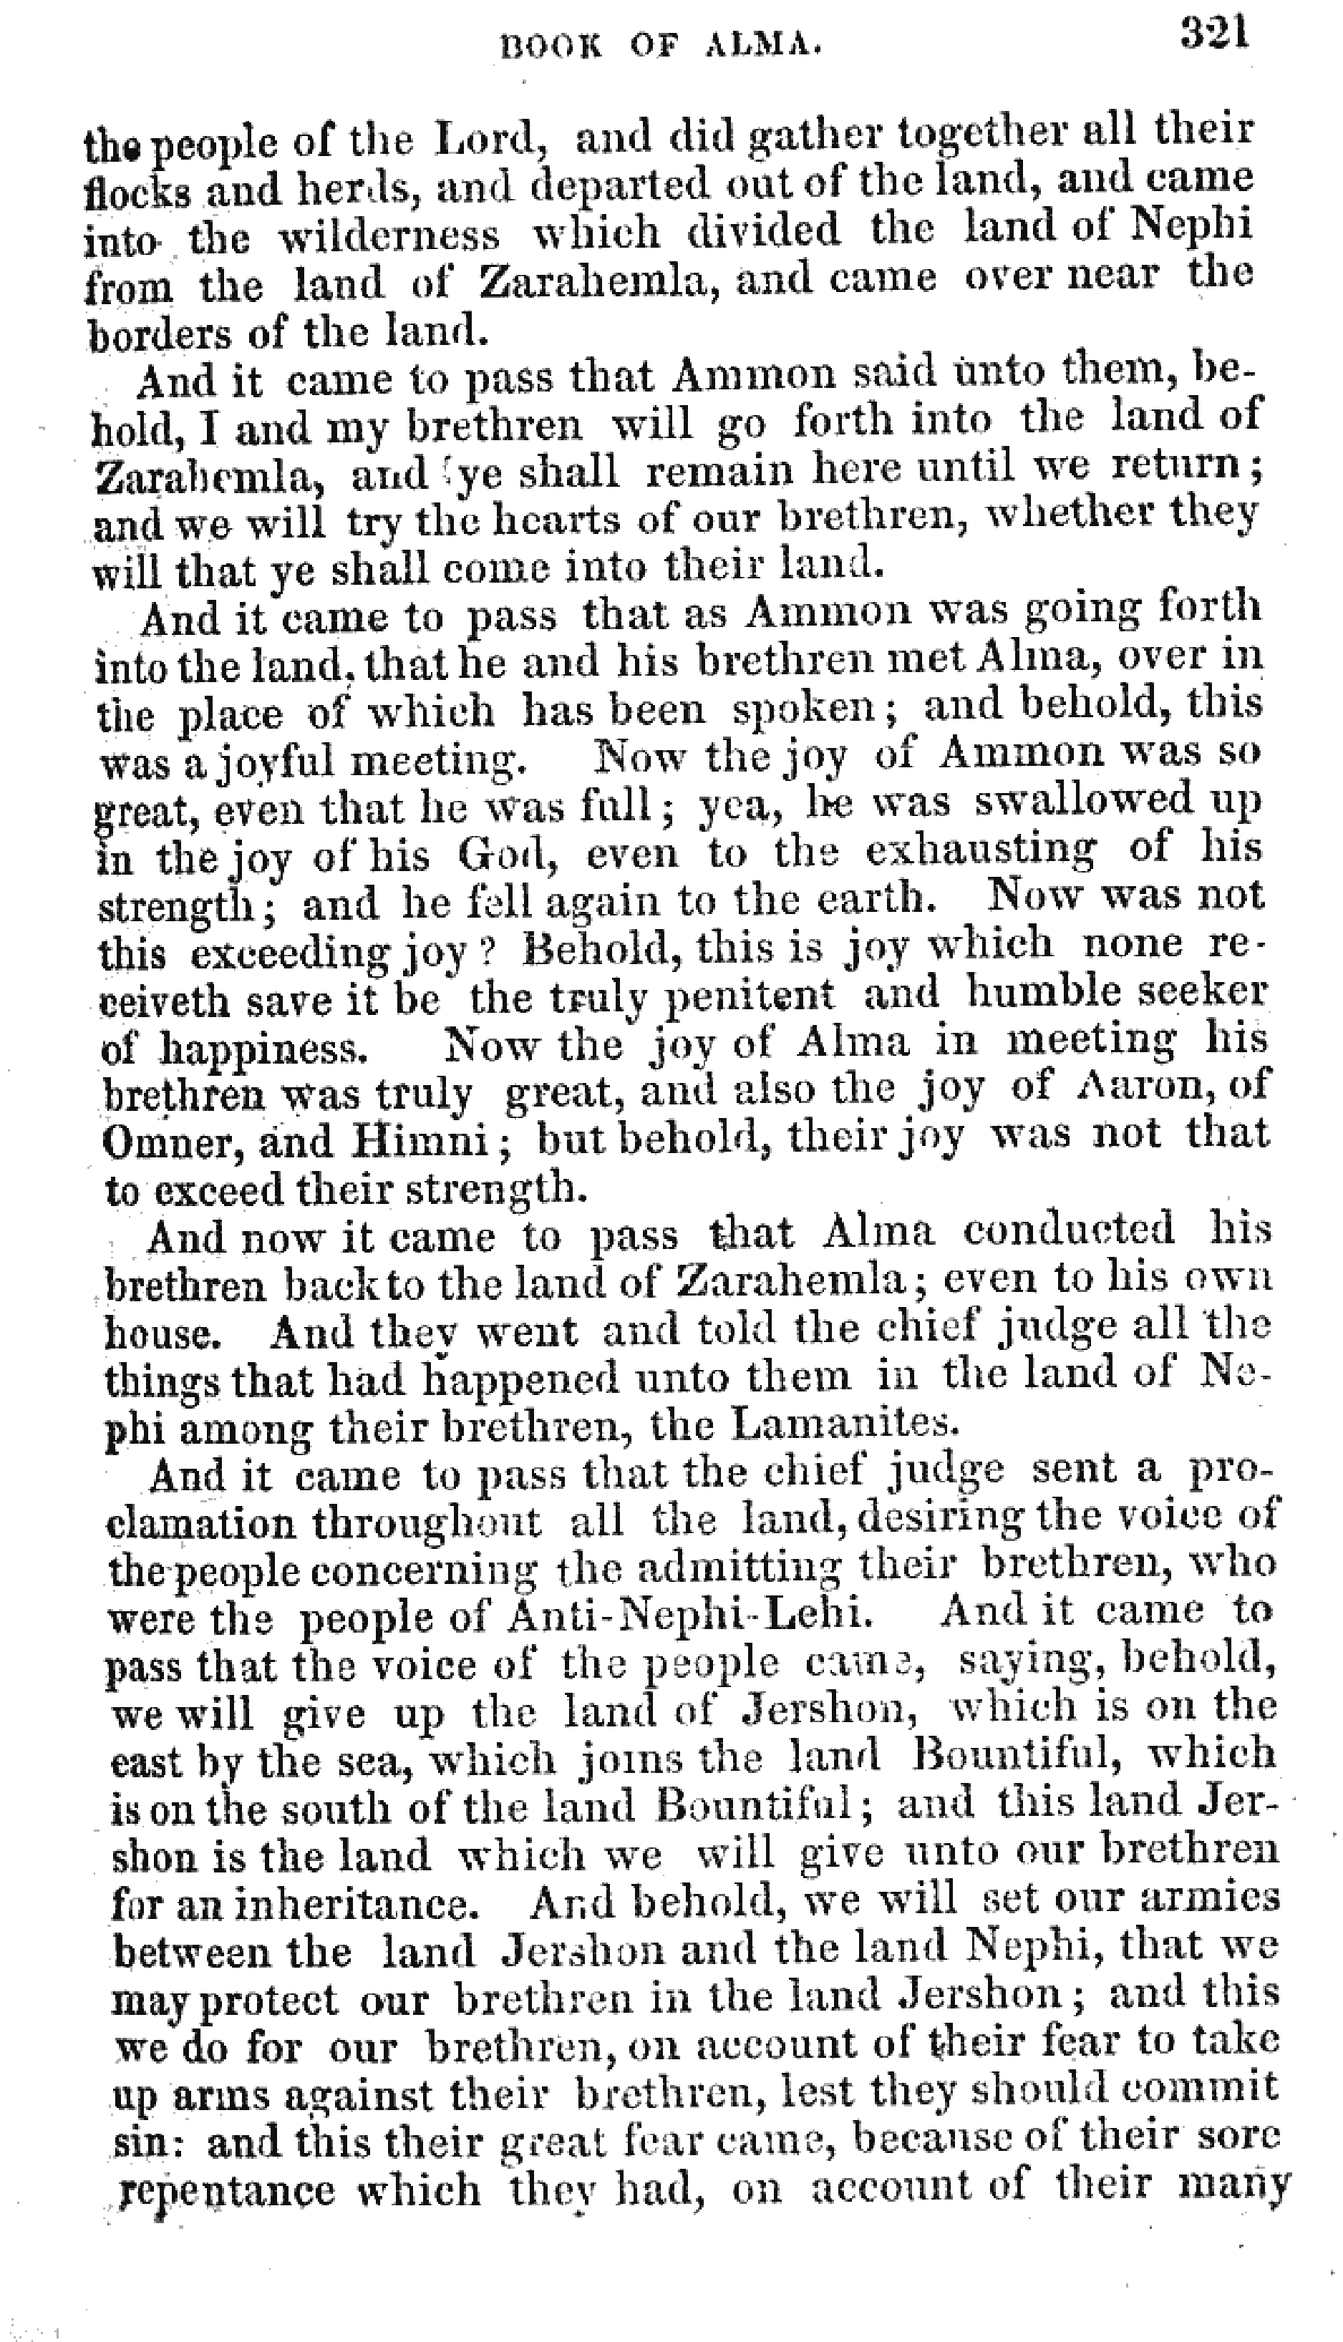 BOOK OF ALMA. 321
the people of the Lord, and did gather together all their
flocks and herds, and departed out of the land, and came
into the wilderness which divided the land of Nephi
from the land of Zarahemla, and came over near the
borders of the land.
And it came to pass that Ammon said unto them, be-
hold, I and my brethren will go forth into the land of
Zarahemla, and ye shall remain here until we return;
and we will try the hearts of our brethren, whether they
will that ye shall come into their land.
And it came to pass that as Ammon was going forth
into the land, that he and his brethren met Alma, over in
the place of which has been spoken; and behold, this
was a joyful meeting. Now the joy of Ammon was so
great, even that he was full; yea, he was swallowed up
in the joy of his God, even to the exhausting of his
strength; and he fell again to the earth. Now was not
this exceeding joy? Behold, this is joy which none re-
ceiveth save it be the truly penitent and humble seeker
of happiness. Now the joy of Alma in meeting his
brethren was truly great, and also the joy of Aaron, of
Omner, and Himni; but behold, their joy was not that
to exceed their strength.
And now it came to pass that Alma conducted his
brethren back to the land of Zarahemla; even to his own
house. And they went and told the chief judge all the
things that had happened unto them in the land of Ne-
phi among their brethren, the Lamanites.
And it came to pass that the chief judge sent a pro-
clamation throughout all the land, desiring the voice of
the people concerning the admitting their brethren, who
were the people of Anti-Nephi-Lehi. And it came to
pass that the voice of the people came, saying, behold,
we will give up the land of Jershon, which is on the
east by the sea, which joins the land Bountiful, which
is on the south of the land Bountiful; and this land Jer-
shon is the land which we will give unto our brethren
for an inheritance. And behold, we will set our armies
between the land Jershon and the land Nephi, that we
may protect our brethren in the land Jershon; and this
we do for our brethren, on account of their fear to take
up arms against their brethren, lest they should commit
sin: and this their great fear came, because of their sore
repentance which they had, on account of their many